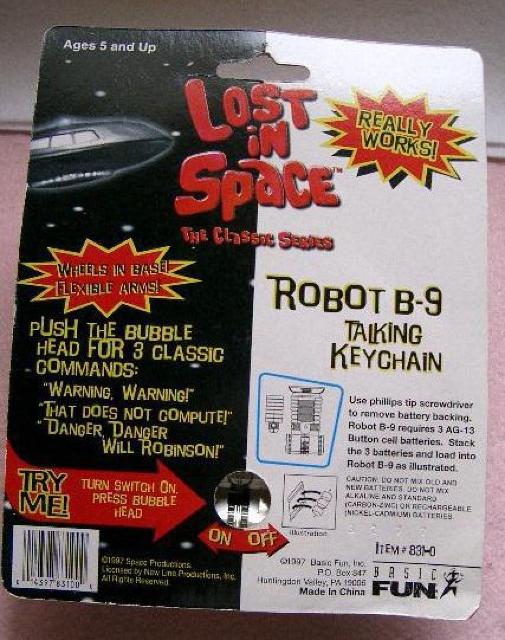 Ages 5 and Up
LOST
IN
SPACE™
THE CLASSIC SERIES
REALLY
WORKS!
WHEELS IN BASE!
FLEXIBLE ARMS!
PUSH THE BUBBLE
HEAD FOR 3 CLASSIC
COMMANDS:
"WARNING, WARNING!"
"THAT DOES NOT COMPUTE!"
"DANGER DANGER
WILL ROBINSON!"
TRY
ME!
TURN SWITCH ON,
PRESS BUBBLE
HEAD
ON OFF
©1997 Space Productions.
Licensed by New Line Productions, Inc.
All Rights Reserved.
ROBOT B-9
TALKING
KEYCHAIN
Use phillips tip screwdriver
to remove battery backing.
Robot B-9 requires 3 AG-13
Button cell batteries. Stack
the 3 batteries and load into
Robot B-9 as illustrated.
CAUTION: DO NOT MIX OLD AND
NEW BATTERIES. DO NOT MIX
ALKALINE AND STANDARD
(CARBON-ZINC) OR RECHARGEABLE
(NICKEL-CADMIUM) BATTERIES.
Illustration
ITEM # 831-0
©1997 Basic Fun, Inc.
P.O. Box 847
Huntingdon Valley, PA 19006
Made In China
BASIC
FUN